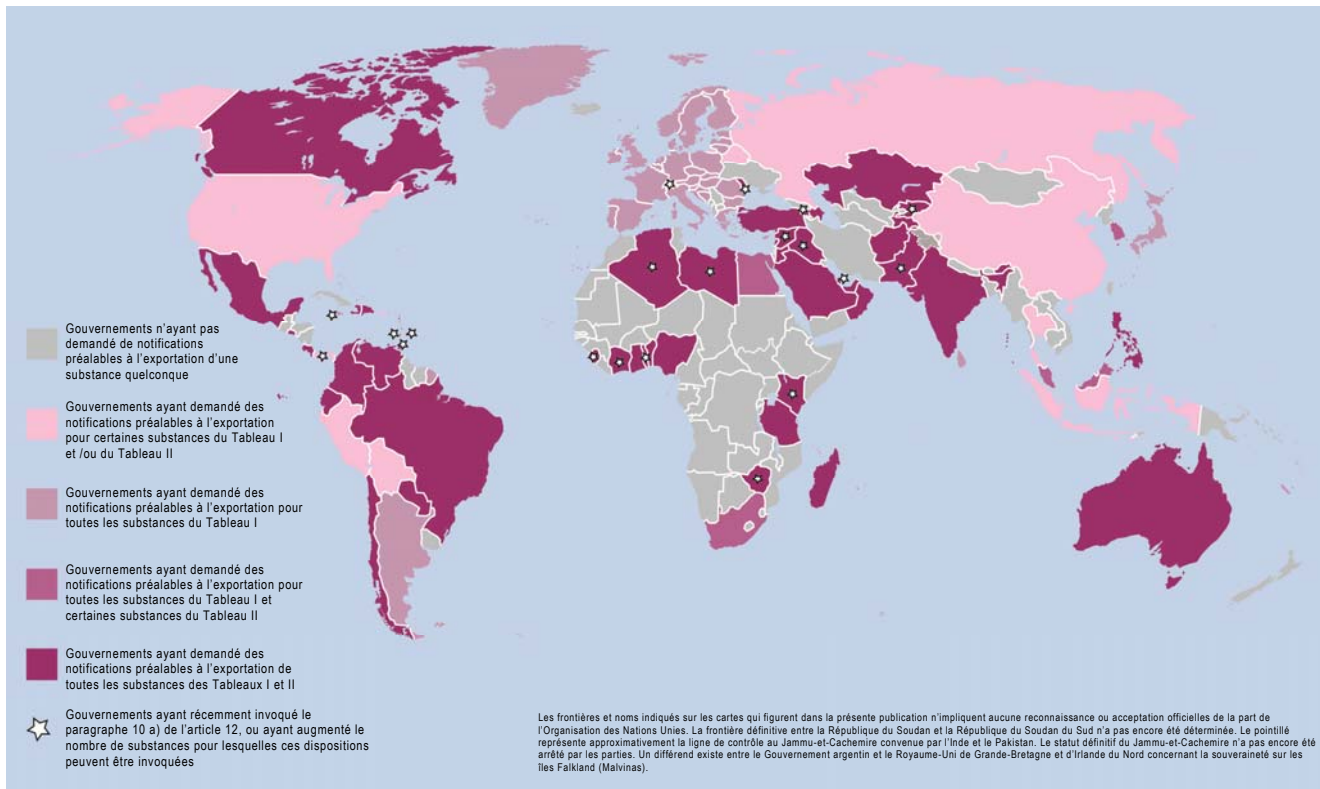 Gouvernements n’ayant pas
demandé de notifications
préalables à l’exportation d’une
substance quelconque
Gouvernements ayant demandé des
notifications préalables à l’exportation
pour certaines substances du Tableau I
et /ou du Tableau II
Gouvernements ayant demandé des
notifications préalables à l’exportation pour
toutes les substances du Tableau I
Gouvernements ayant demandé des
notifications préalables à l’exportation pour
toutes les substances du Tableau I et
certaines substances du Tableau II
Gouvernements ayant demandé des
notifications préalables à l’exportation de
toutes les substances des Tableaux I et II
Gouvernements ayant récemment invoqué le
paragraphe 10 a) de l’article 12, ou ayant augmenté le
nombre de substances pour lesquelles ces dispositions
peuvent être invoquées
Les frontières et noms indiqués sur les cartes qui figurent dans la présente publication n’impliquent aucune reconnaissance ou acceptation officielles de la part de
l’Organisation des Nations Unies. La frontière définitive entre la République du Soudan et la République du Soudan du Sud n’a pas encore été déterminée. Le pointillé
représente approximativement la ligne de contrôle au Jammu-et-Cachemire convenue par l’Inde et le Pakistan. Le statut définitif du Jammu-et-Cachemire n’a pas encore été
arrêté par les parties. Un différend existe entre le Gouvernement argentin et le Royaume-Uni de Grande-Bretagne et d’Irlande du Nord concernant la souveraineté sur les
îles Falkland (Malvinas).